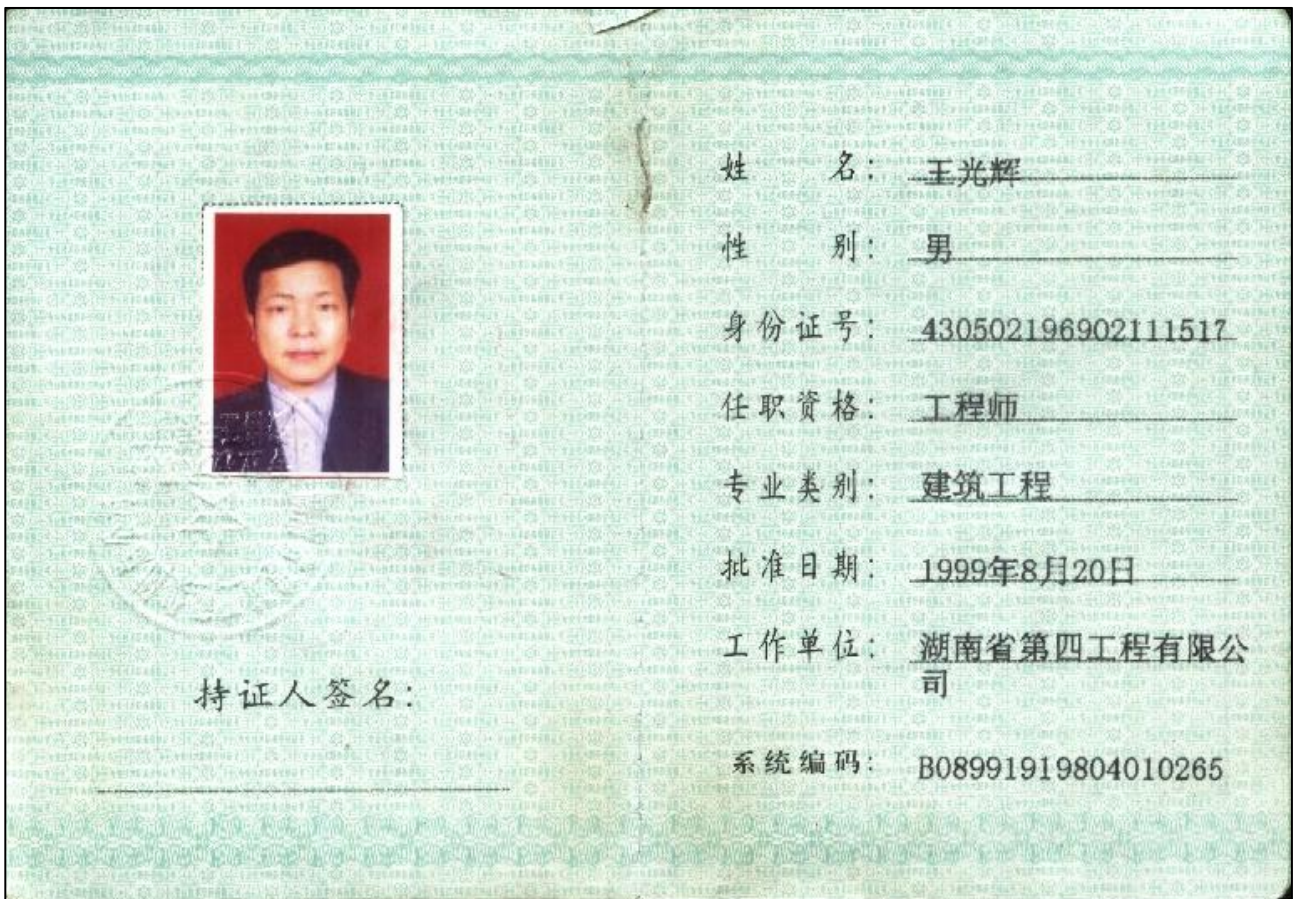 姓 名： 王光辉
性 别： 男
身份证号： 430502196902111517
任职资格： 工程师
专业类别： 建筑工程
批准日期： 1999年8月20日
工作单位： 湖南省第四工程有限公
司
系统编码： B08991919804010265
持证人签名：